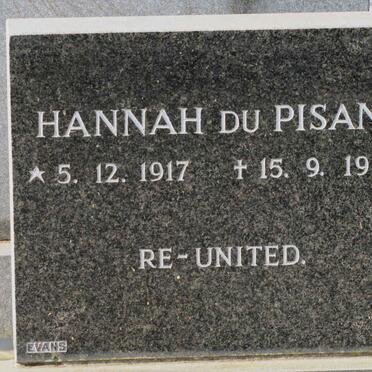 HANNAH DU PISAN
★ 5. 12. 1917 ✝ 15. 9. 19
RE-UNITED.
EVANS